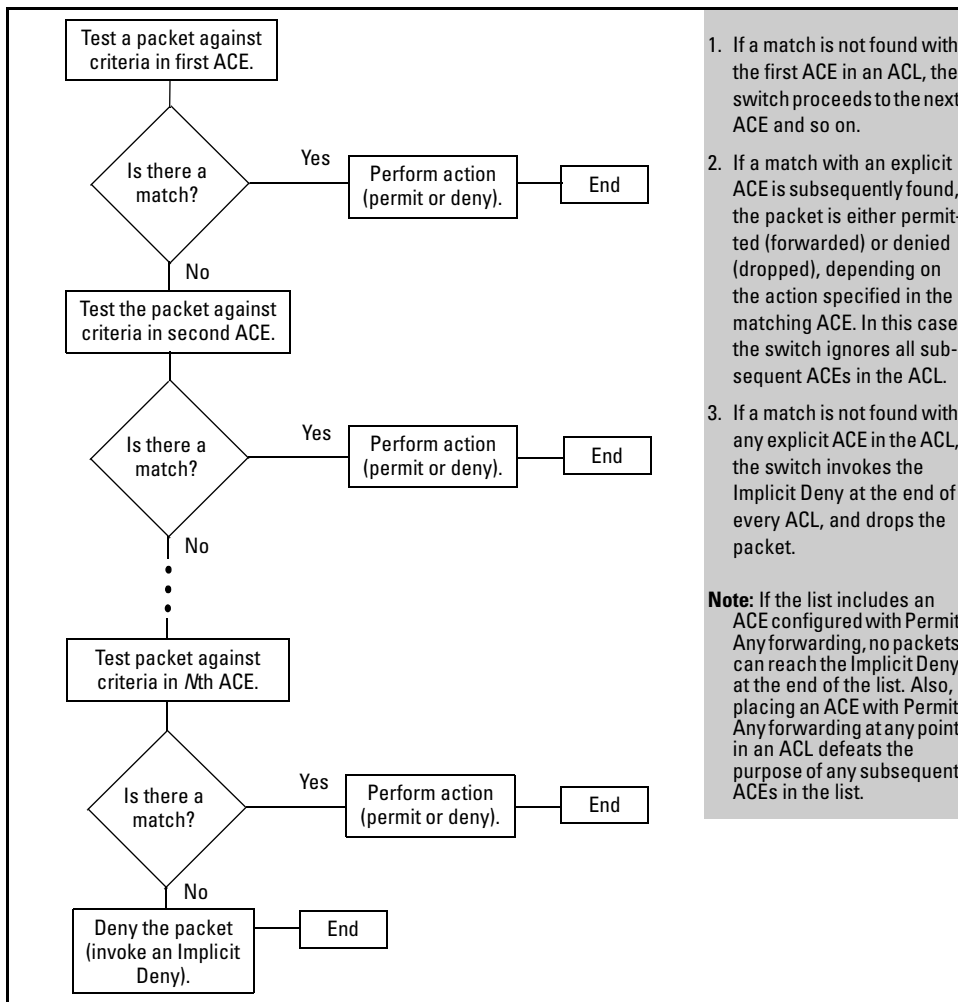 Test a packet against
criteria in first ACE.
Is there a
match?
Yes
Perform action
(permit or deny).
End
No
Test the packet against
criteria in second ACE.
Is there a
match?
Yes
Perform action
(permit or deny).
End
No
Test packet against
criteria in Nth ACE.
Is there a
match?
Yes
Perform action
(permit or deny).
End
No
Deny the packet
(invoke an Implicit
Deny).
End
1. If a match is not found with
the first ACE in an ACL, the
switch proceeds to the next
ACE and so on.
2. If a match with an explicit
ACE is subsequently found,
the packet is either permit-
ted (forwarded) or denied
(dropped), depending on
the action specified in the
matching ACE. In this case
the switch ignores all sub-
sequent ACEs in the ACL.
3. If a match is not found with
any explicit ACE in the ACL,
the switch invokes the
Implicit Deny at the end of
every ACL, and drops the
packet.
Note: If the list includes an
ACE configured with Permit
Any forwarding, no packets
can reach the Implicit Deny
at the end of the list. Also,
placing an ACE with Permit
Any forwarding at any point
in an ACL defeats the
purpose of any subsequent
ACEs in the list.